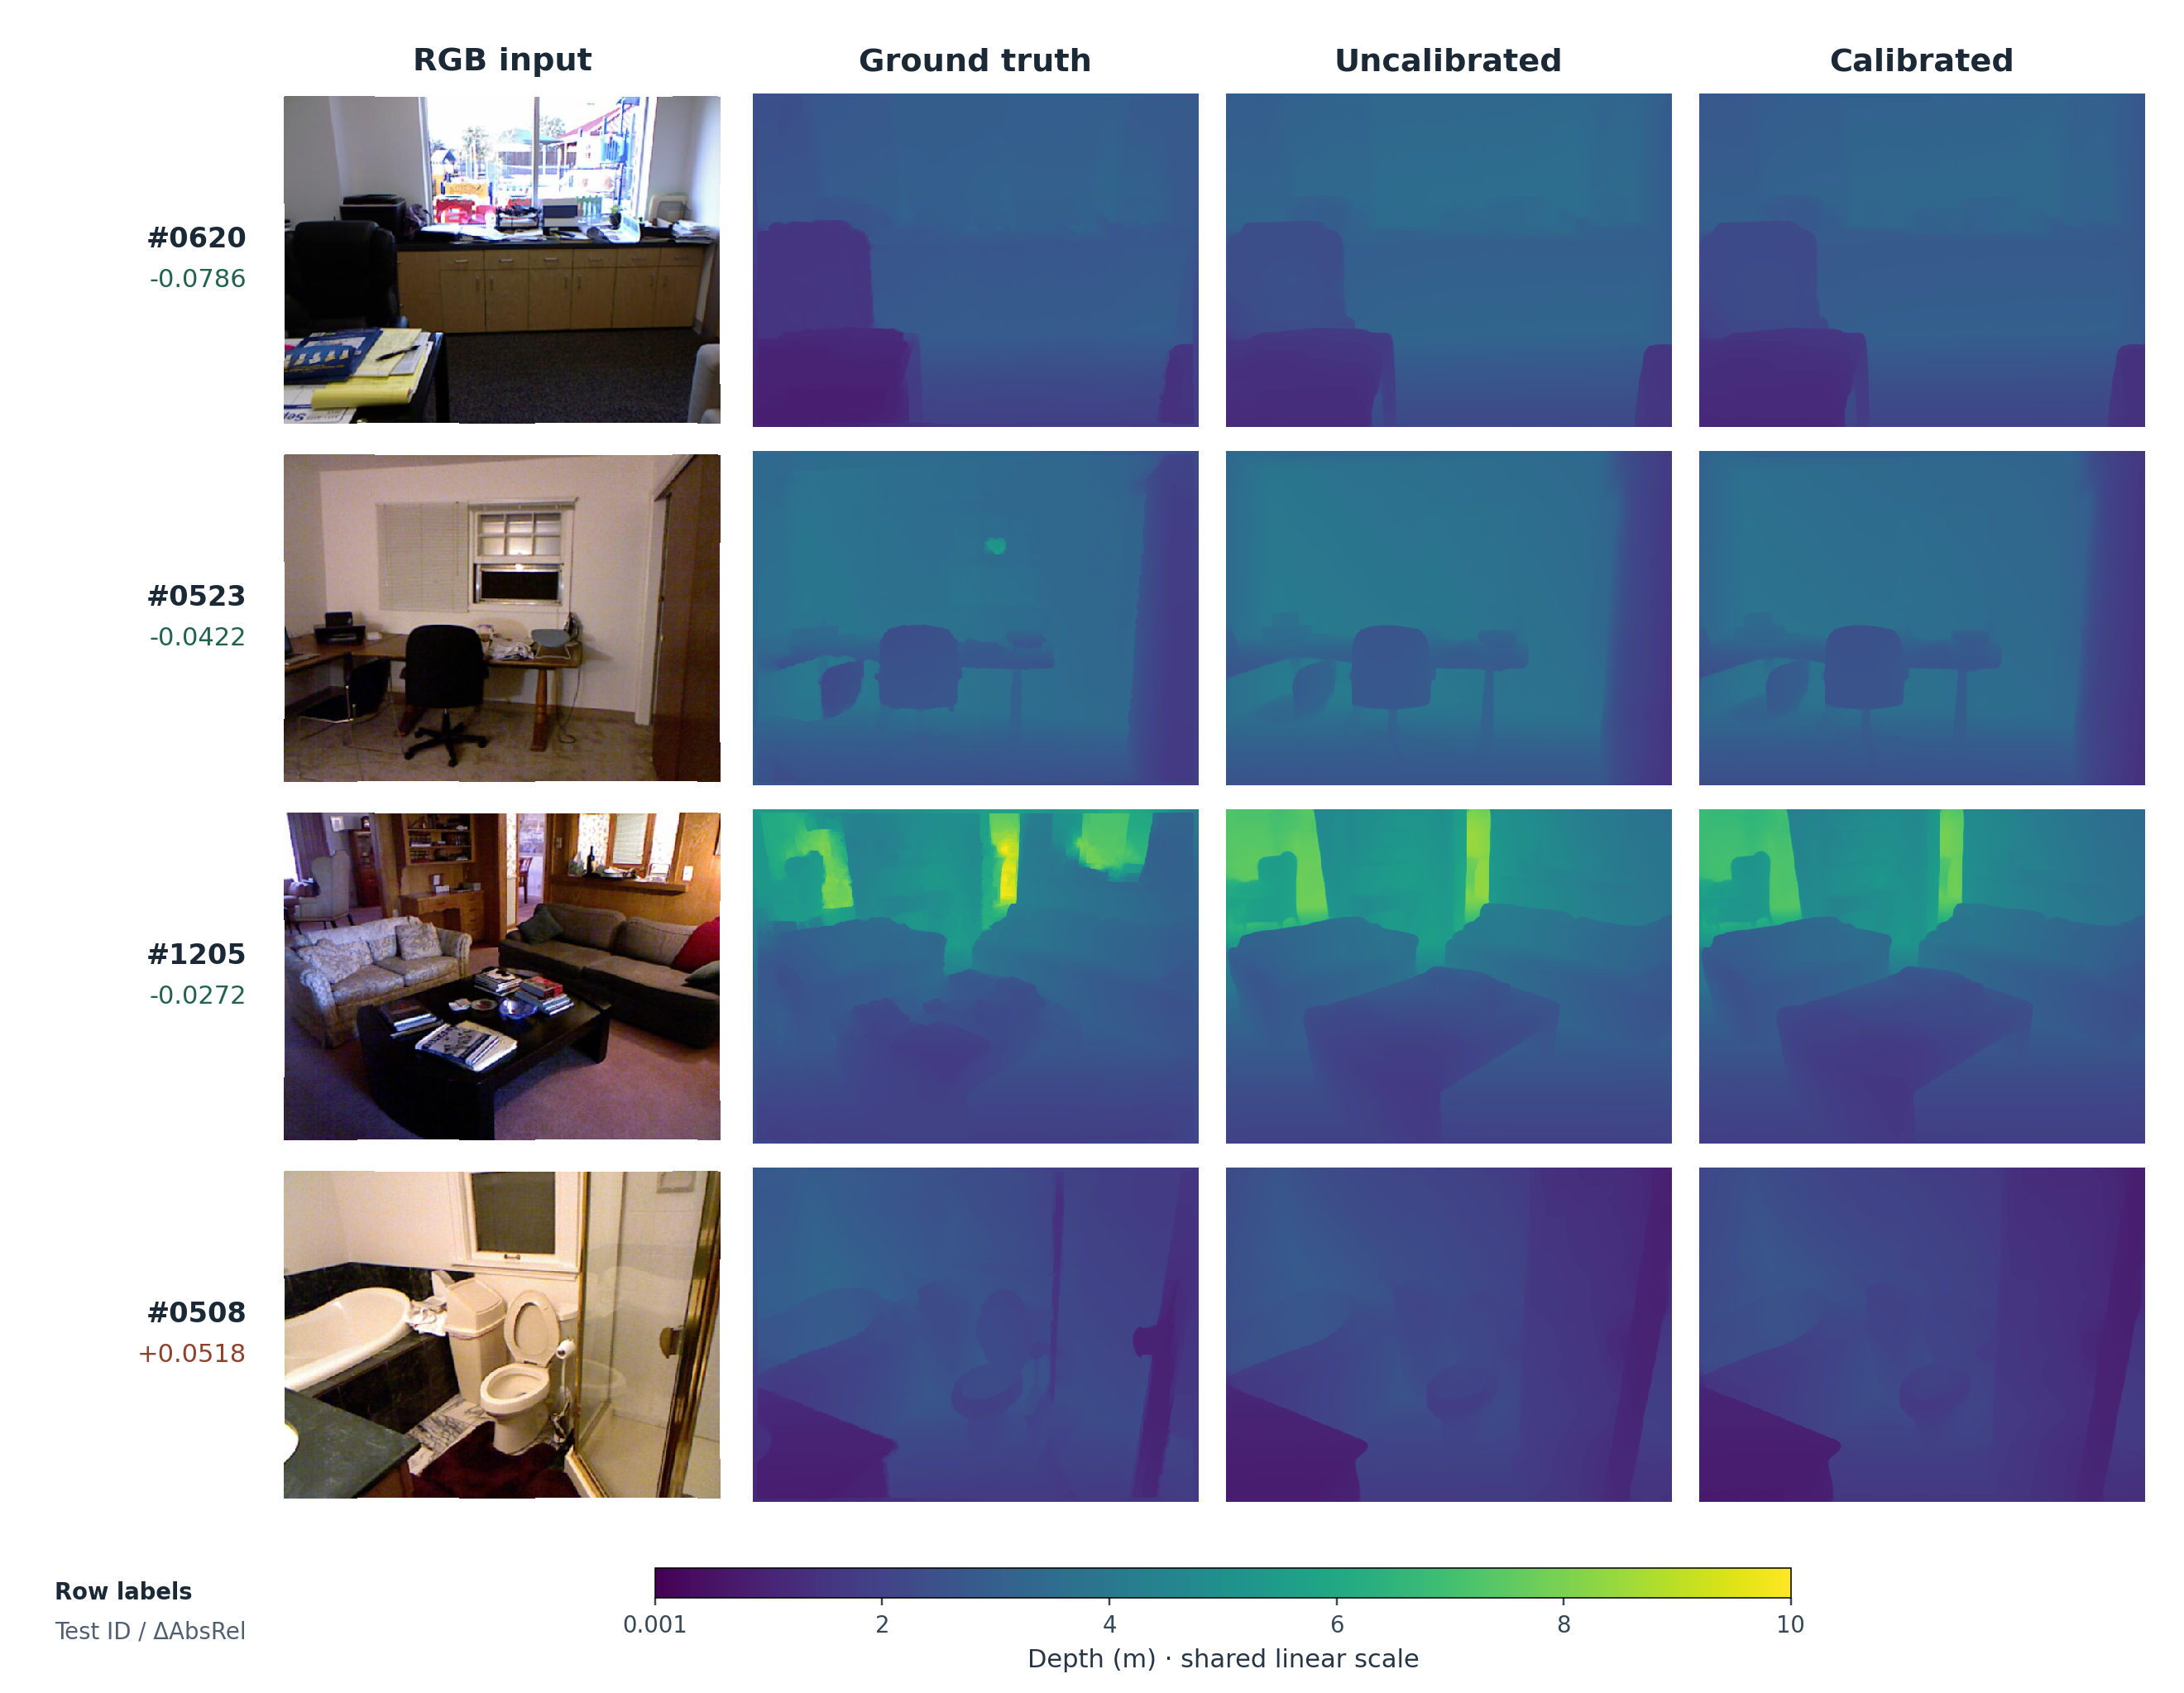 RGB input Ground truth Uncalibrated Calibrated
#0620
-0.0786
#0523
-0.0422
#1205
-0.0272
#0508
+0.0518
Row labels
Test ID / ΔAbsRel
0.001 2 4 6 8 10
Depth (m) · shared linear scale